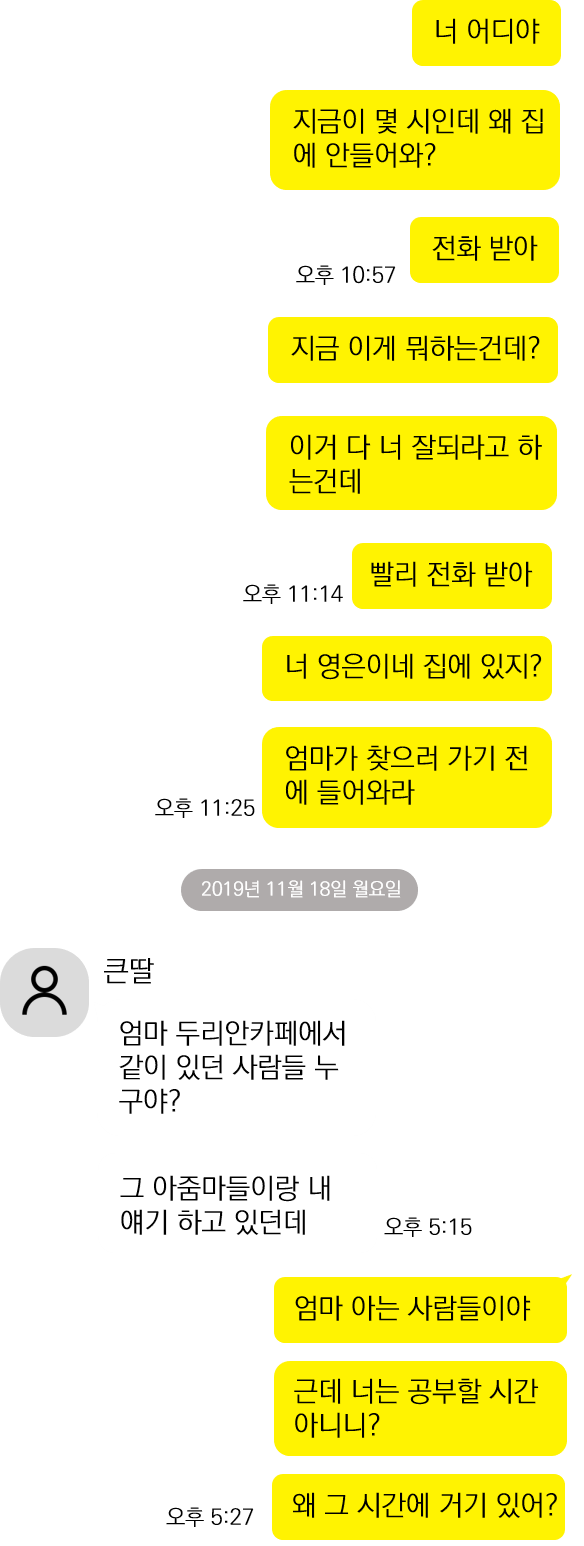 너 어디야
지금이 몇 시인데 왜 집
에 안들어와?
전화 받아
오후 10:57
지금 이게 뭐하는건데?
이거 다 너 잘되라고 하
는건데
빨리 전화 받아
오후 11:14
너 영은이네 집에 있지?
엄마가 찾으러 가기 전
에 들어와라
오후 11:25
2019년 11월 18일 월요일
큰딸
엄마 두리안카페에서
같이 있던 사람들 누
구야?
그 아줌마들이랑 내
얘기 하고 있던데
오후 5:15
엄마 아는 사람들이야
근데 너는 공부할 시간
아니니?
왜 그 시간에 거기 있어?
오후 5:27